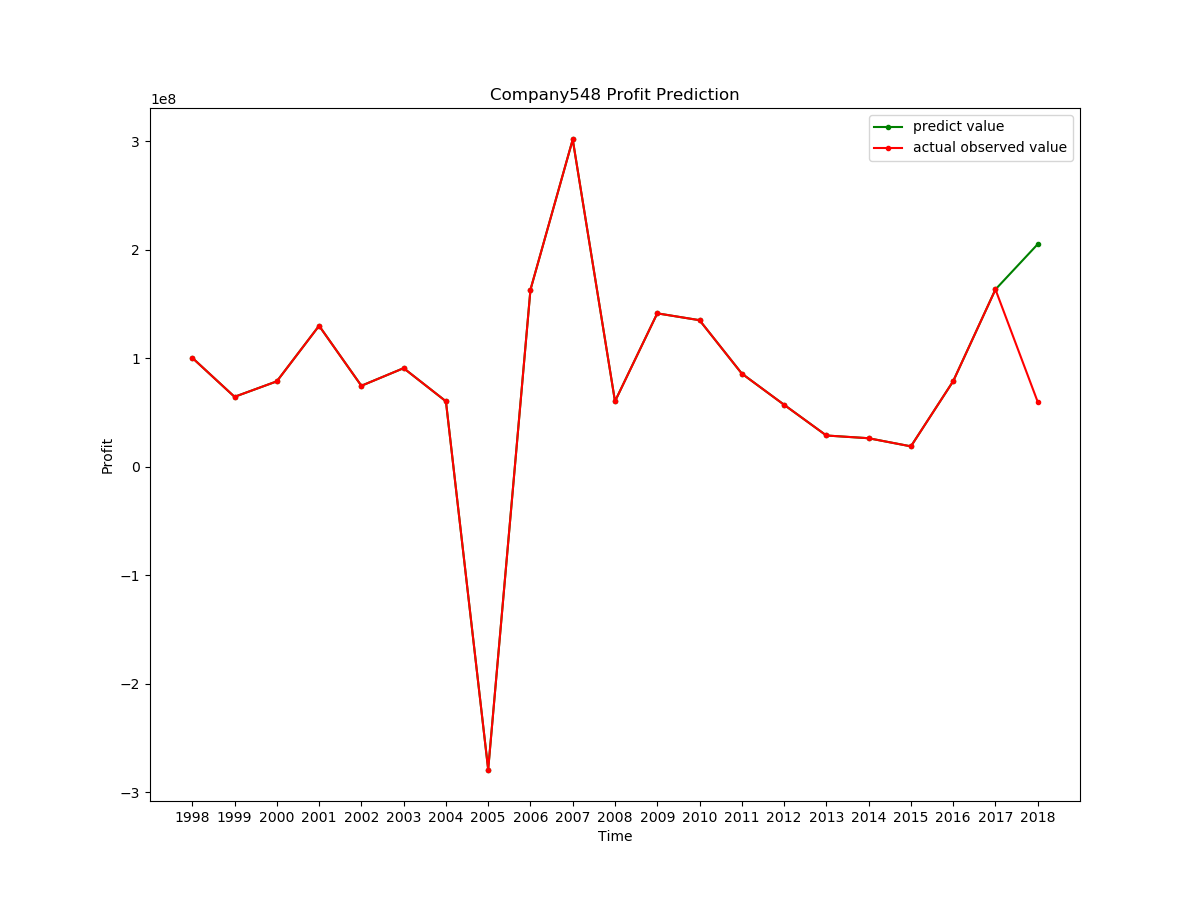 Company548 Profit Prediction
1e8
predict value
actual observed value
3
2
1
0
−1
−2
−3
Profit
1998 1999 2000 2001 2002 2003 2004 2005 2006 2007 2008 2009 2010 2011 2012 2013 2014 2015 2016 2017 2018
Time